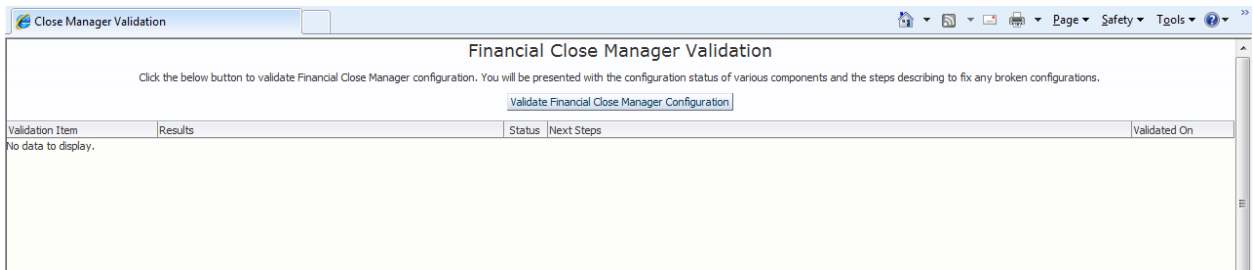 Close Manager Validation
Page Safety Tools
Financial Close Manager Validation
Click the below button to validate Financial Close Manager configuration. You will be presented with the configuration status of various components and the steps describing to fix any broken configurations.
Validate Financial Close Manager Configuration
Validation Item Results Status Next Steps Validated On
No data to display.